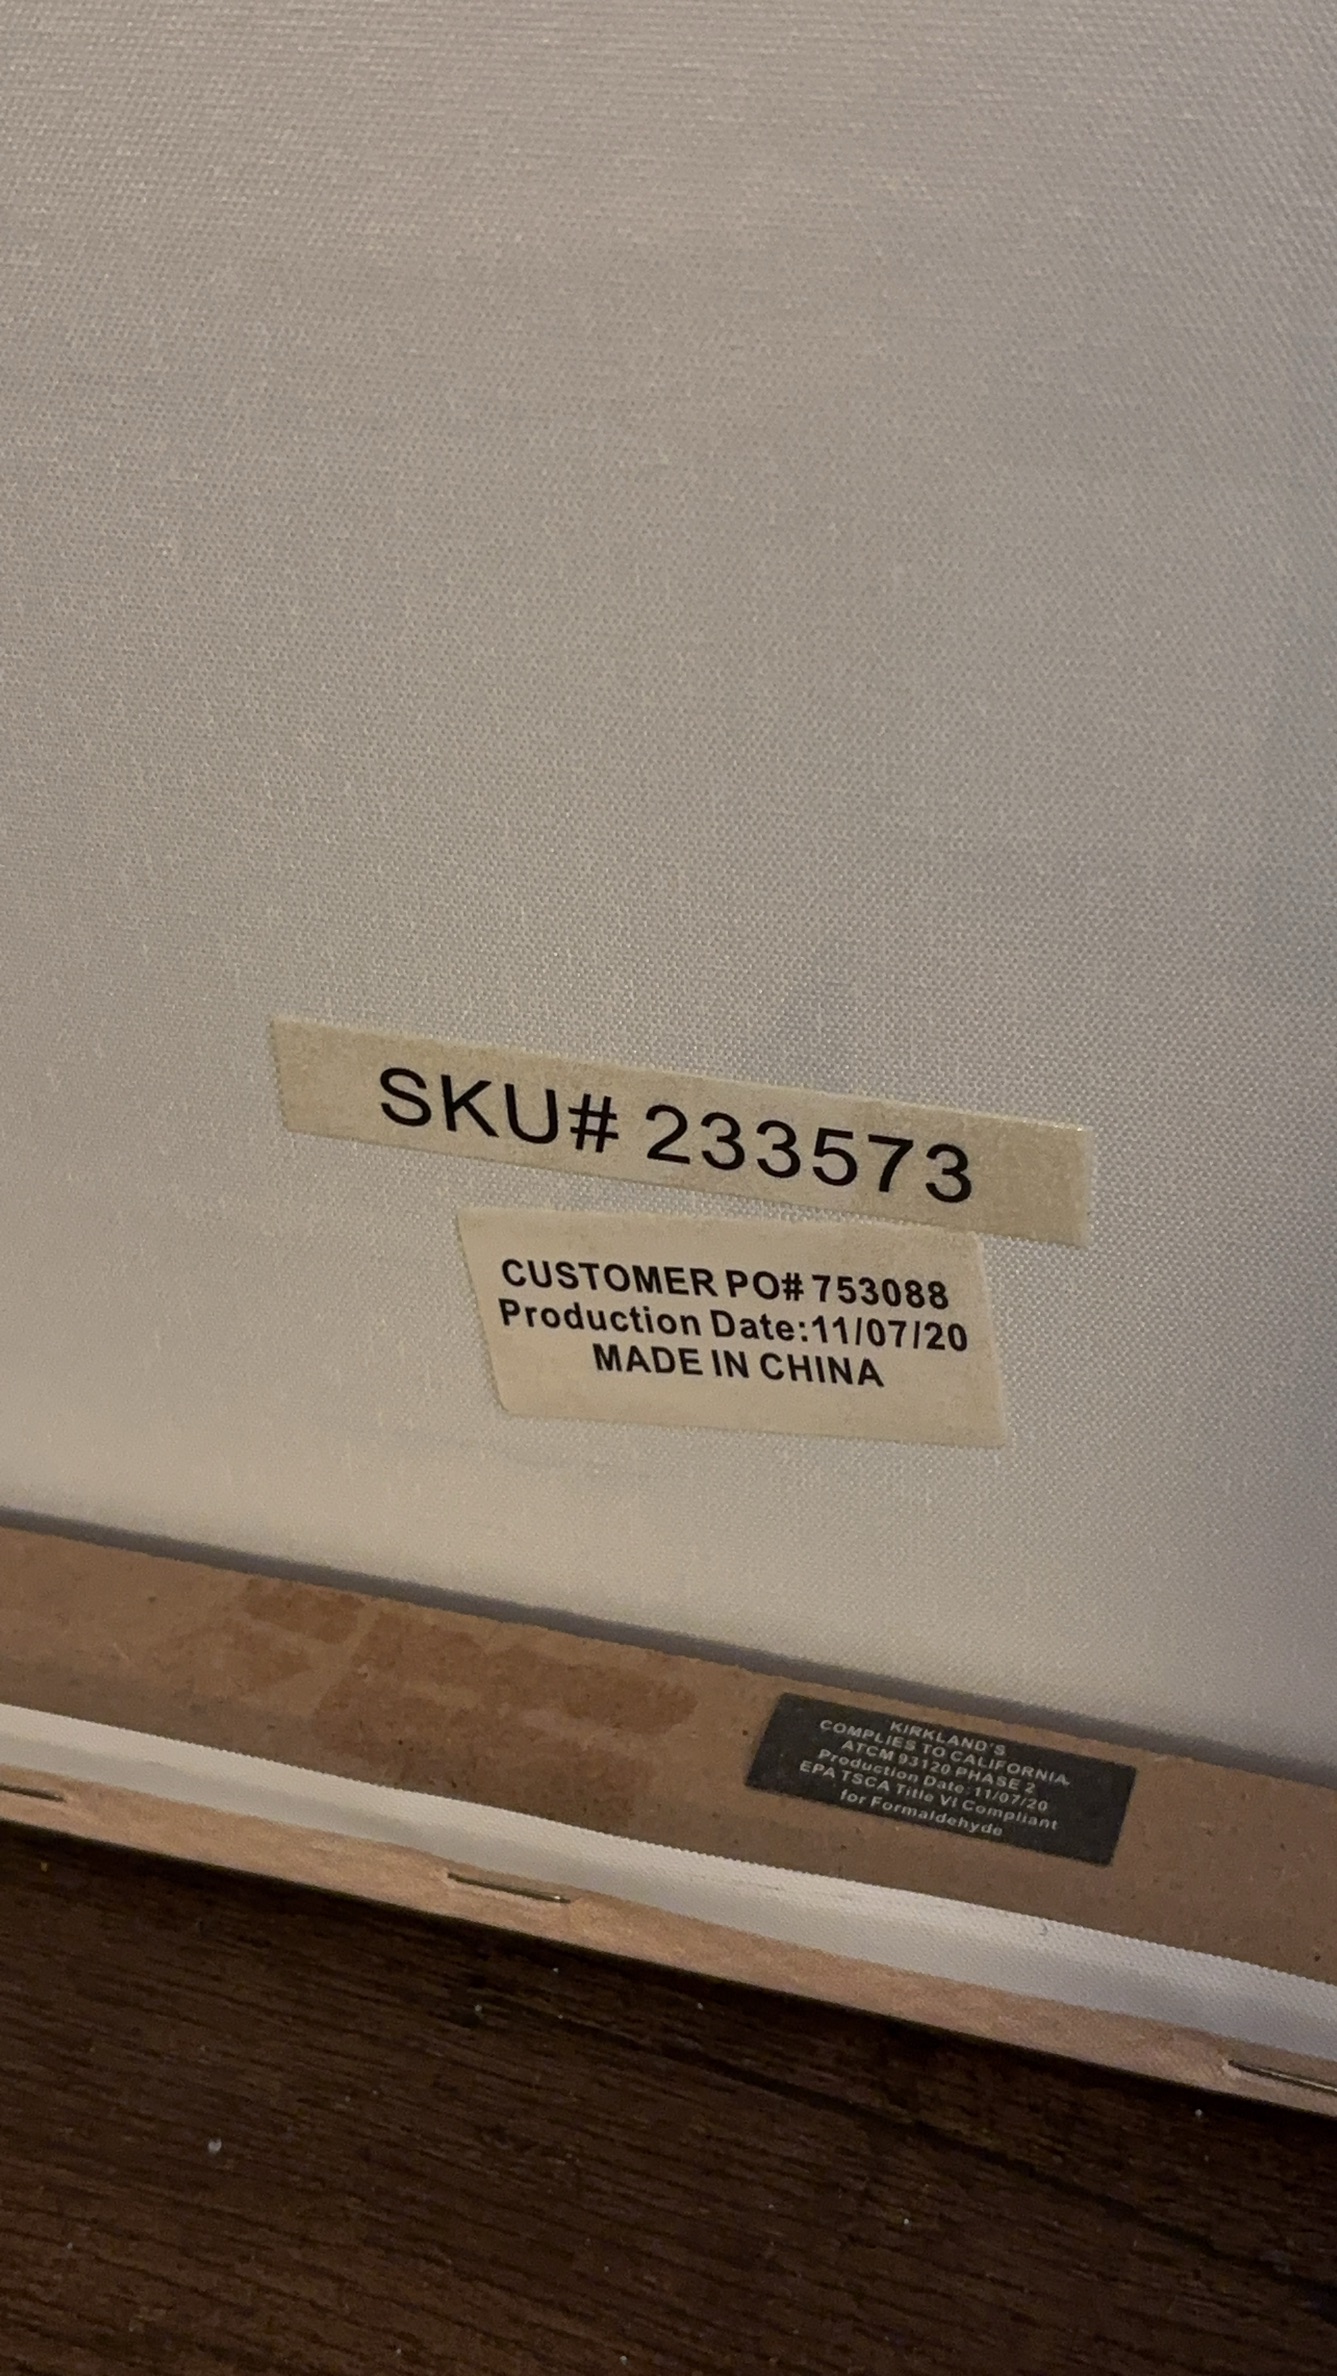 SKU# 233573
CUSTOMER PO# 753088
Production Date:11/07/20
MADE IN CHINA
KIRKLAND'S
COMPLIES TO CALIFORNIA
ATCM 93120 PHASE 2
Production Date:11/07/20
EPA TSCA Title VI Compliant
for Formaldehyde